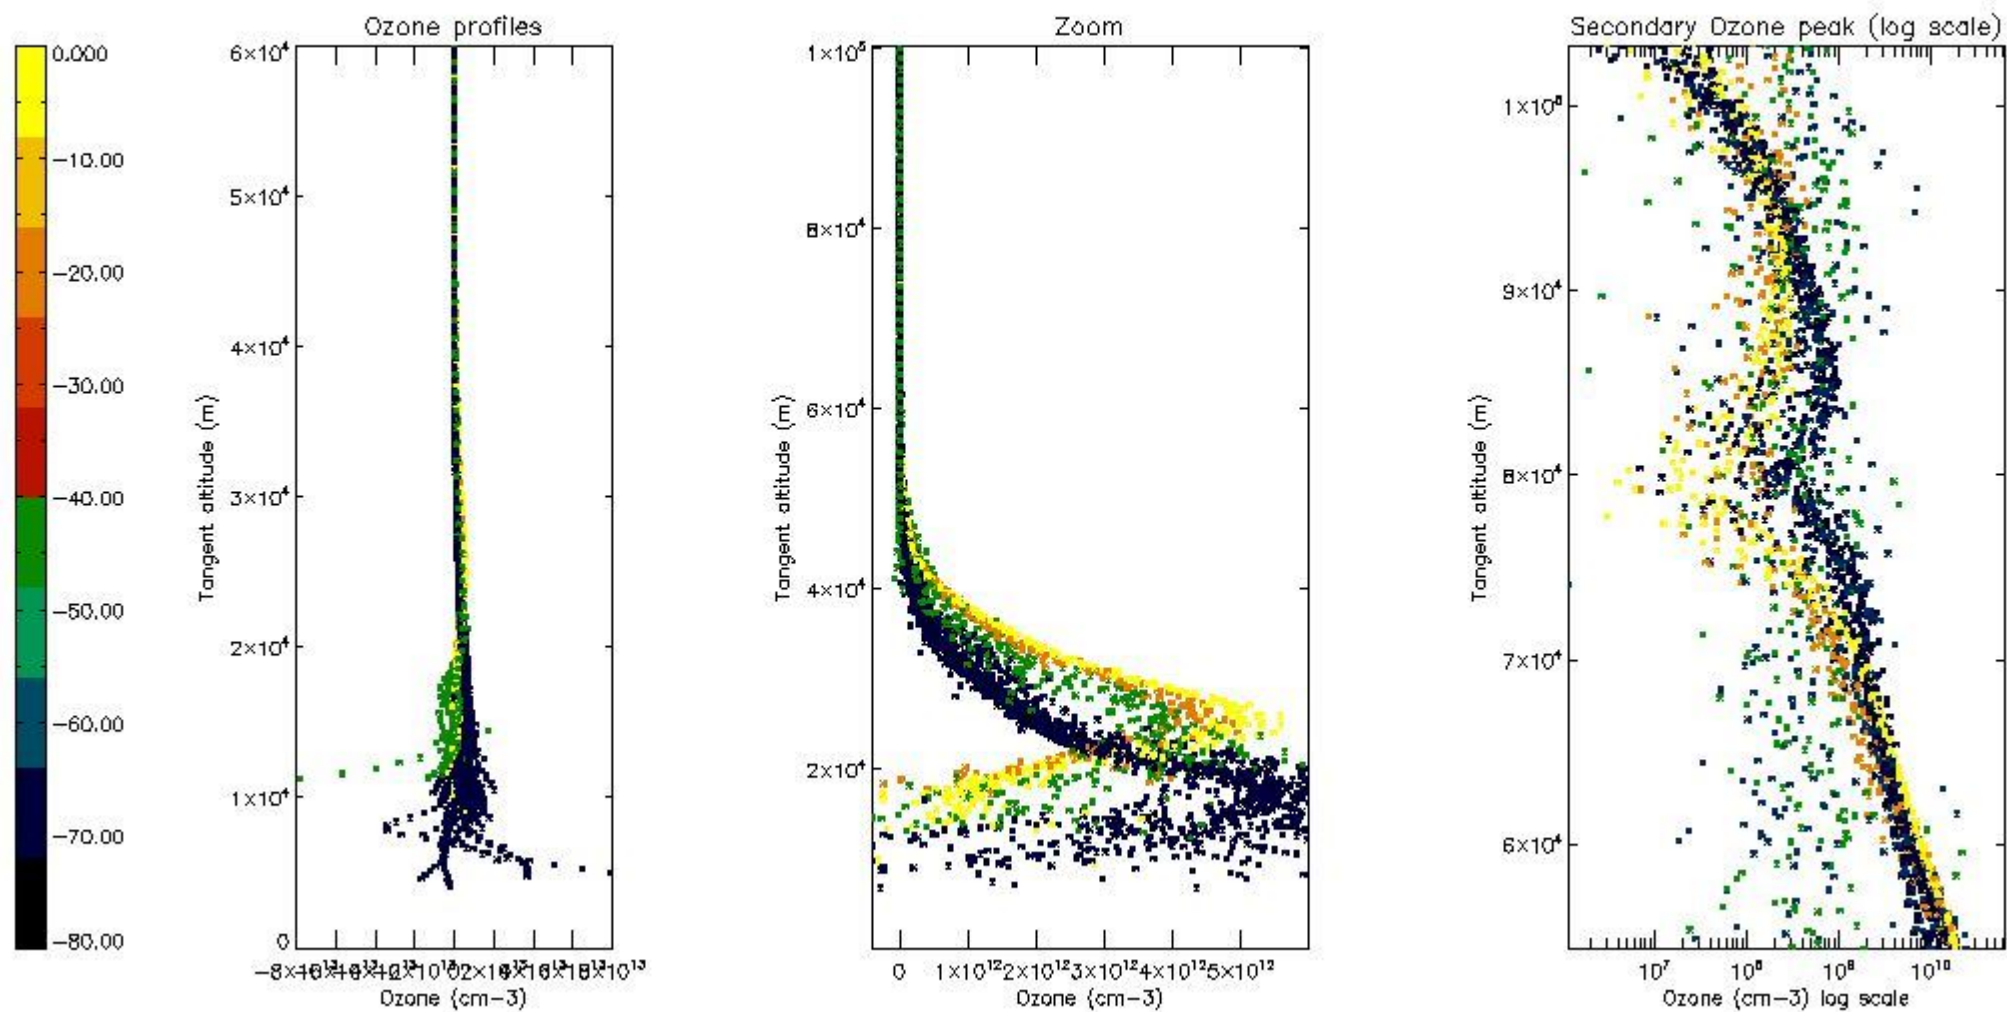 Ozone profiles
Zoom
Secondary Ozone peak (log scale)
0.000
-10.00
-20.00
-30.00
-40.00
-50.00
-60.00
-70.00
-80.00
6×10⁴
5×10⁴
4×10⁴
3×10⁴
2×10⁴
1×10⁴
0
Tangent altitude (m)
Ozone (cm-3)
1×10⁵
8×10⁴
6×10⁴
4×10⁴
2×10⁴
Tangent altitude (m)
0 1×10¹² 2×10¹² 3×10¹² 4×10¹² 5×10¹²
Ozone (cm-3)
9×10⁴
8×10⁴
7×10⁴
6×10⁴
Tangent altitude (m)
10⁷ 10⁸ 10⁹ 10¹⁰
Ozone (cm-3) log scale